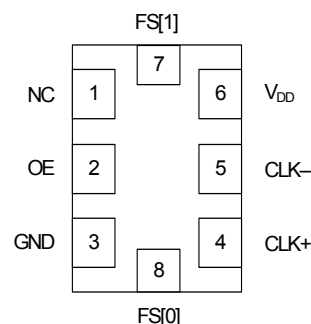 FS[1]
7
NC 1 6 VDD
OE 2 5 CLK–
GND 3 4 CLK+
8
FS[0]